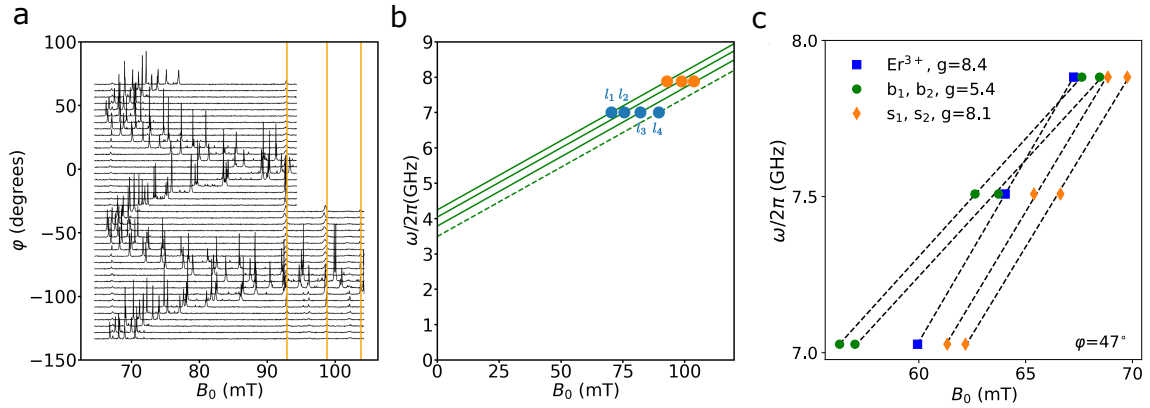 a
100
50
0
−50
−100
−150
φ (degrees)
70
80
90
100
B₀ (mT)
b
9
8
7
6
5
4
3
2
1
0
ω/2π(GHz)
l₁ l₂
l₃ l₄
0
50
100
B₀ (mT)
c
8.0
7.5
7.0
ω/2π (GHz)
Er³⁺, g=8.4
b₁, b₂, g=5.4
s₁, s₂, g=8.1
φ=47°
60
65
70
B₀ (mT)